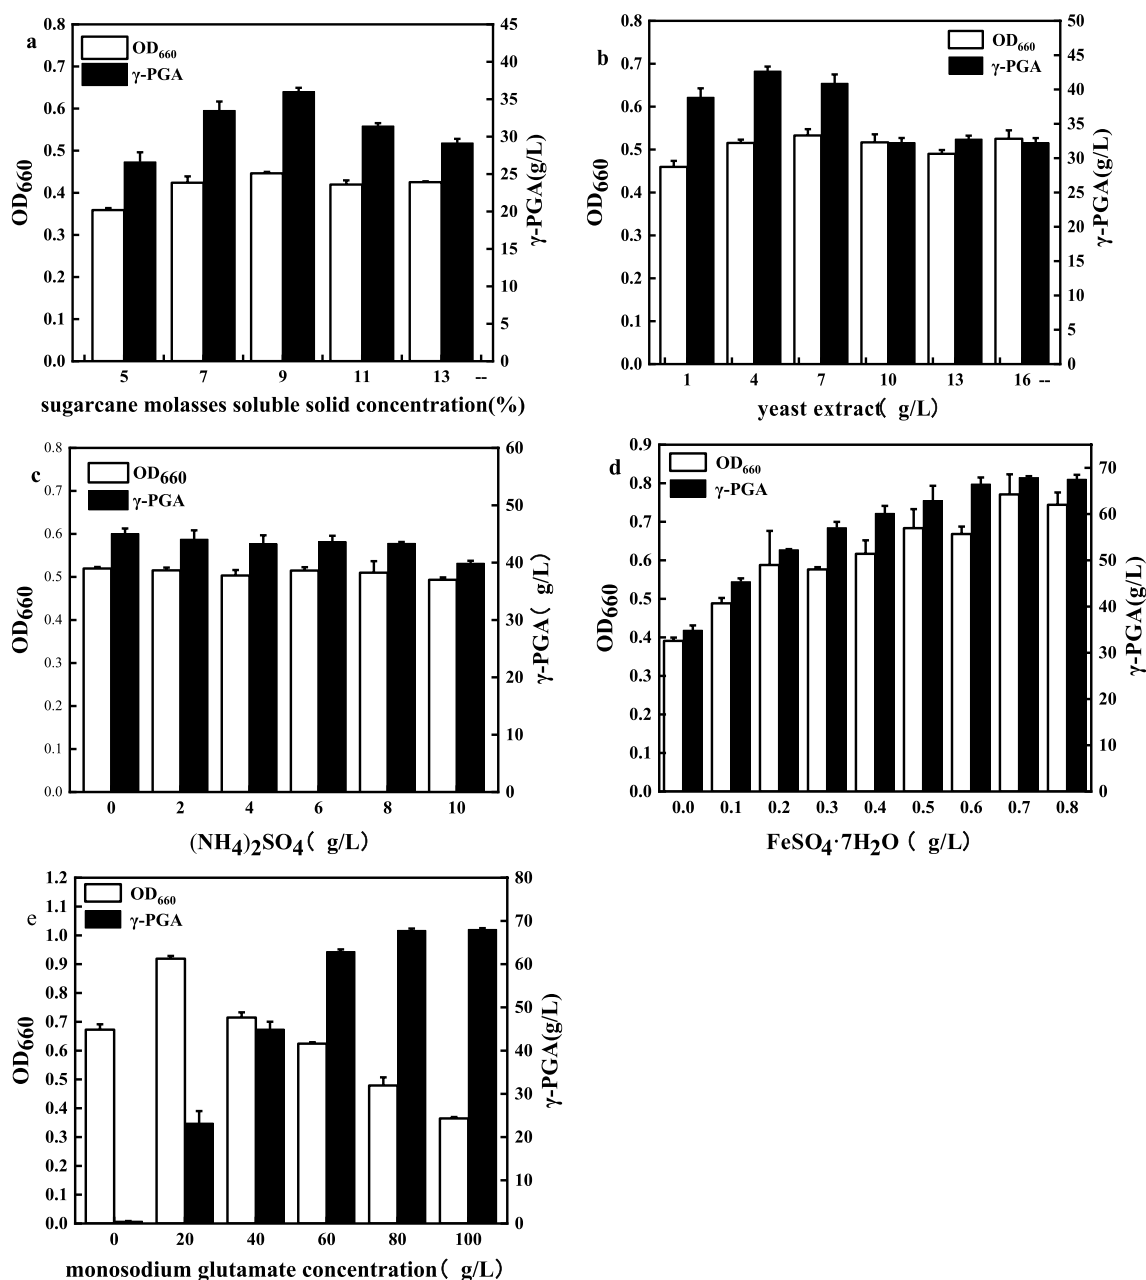 a
OD660
γ-PGA
0.8
0.7
0.6
0.5
0.4
0.3
0.2
0.1
0.0
OD660
45
40
35
30
25
20
15
10
5
0
γ-PGA(g/L)
5 7 9 11 13 --
sugarcane molasses soluble solid concentration(%)
b
OD660
γ-PGA
0.8
0.7
0.6
0.5
0.4
0.3
0.2
0.1
0.0
OD660
50
45
40
35
30
25
20
15
10
5
0
γ-PGA(g/L)
1 4 7 10 13 16 --
yeast extract( g/L)
c
OD660
γ-PGA
0.8
0.7
0.6
0.5
0.4
0.3
0.2
0.1
0.0
OD660
60
50
40
30
20
10
0
γ-PGA( g/L)
0 2 4 6 8 10
(NH4)2SO4( g/L)
d
OD660
γ-PGA
0.9
0.8
0.7
0.6
0.5
0.4
0.3
0.2
0.1
0.0
OD660
70
60
50
40
30
20
10
0
γ-PGA(g/L)
0.0 0.1 0.2 0.3 0.4 0.5 0.6 0.7 0.8
FeSO4·7H2O ( g/L)
e
OD660
γ-PGA
1.2
1.1
1.0
0.9
0.8
0.7
0.6
0.5
0.4
0.3
0.2
0.1
0.0
OD660
80
70
60
50
40
30
20
10
0
γ-PGA(g/L)
0 20 40 60 80 100
monosodium glutamate concentration( g/L)